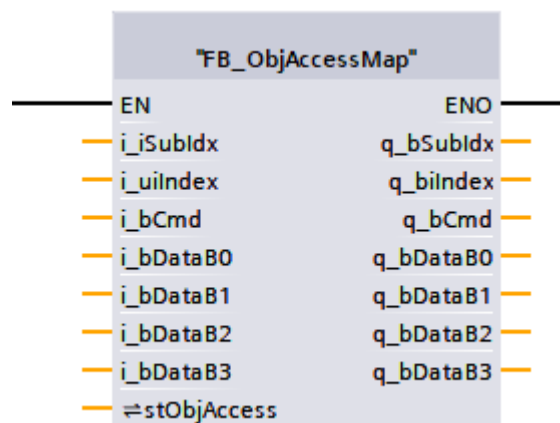 "FB_ObjAccessMap"
EN ENO
i_iSubIdx q_bSubIdx
i_uiIndex q_biIndex
i_bCmd q_bCmd
i_bDataB0 q_bDataB0
i_bDataB1 q_bDataB1
i_bDataB2 q_bDataB2
i_bDataB3 q_bDataB3
⇌stObjAccess